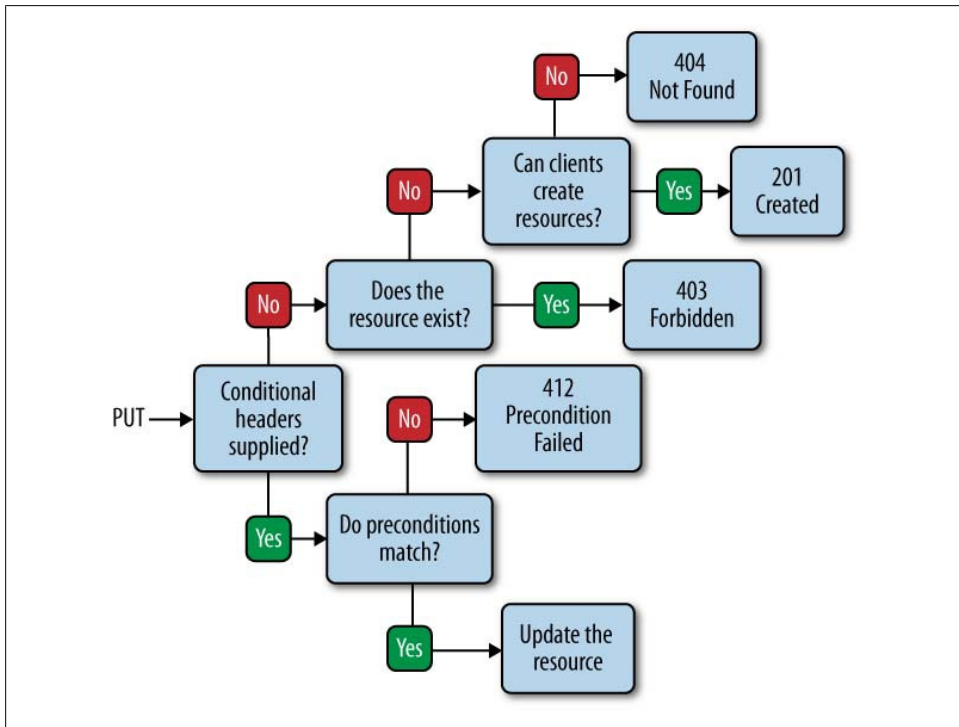 No
404
Not Found
No
Can clients
create
resources?
Yes
201
Created
No
Does the
resource exist?
Yes
403
Forbidden
PUT
Conditional
headers
supplied?
No
412
Precondition
Failed
Yes
Do preconditions
match?
Yes
Update the
resource